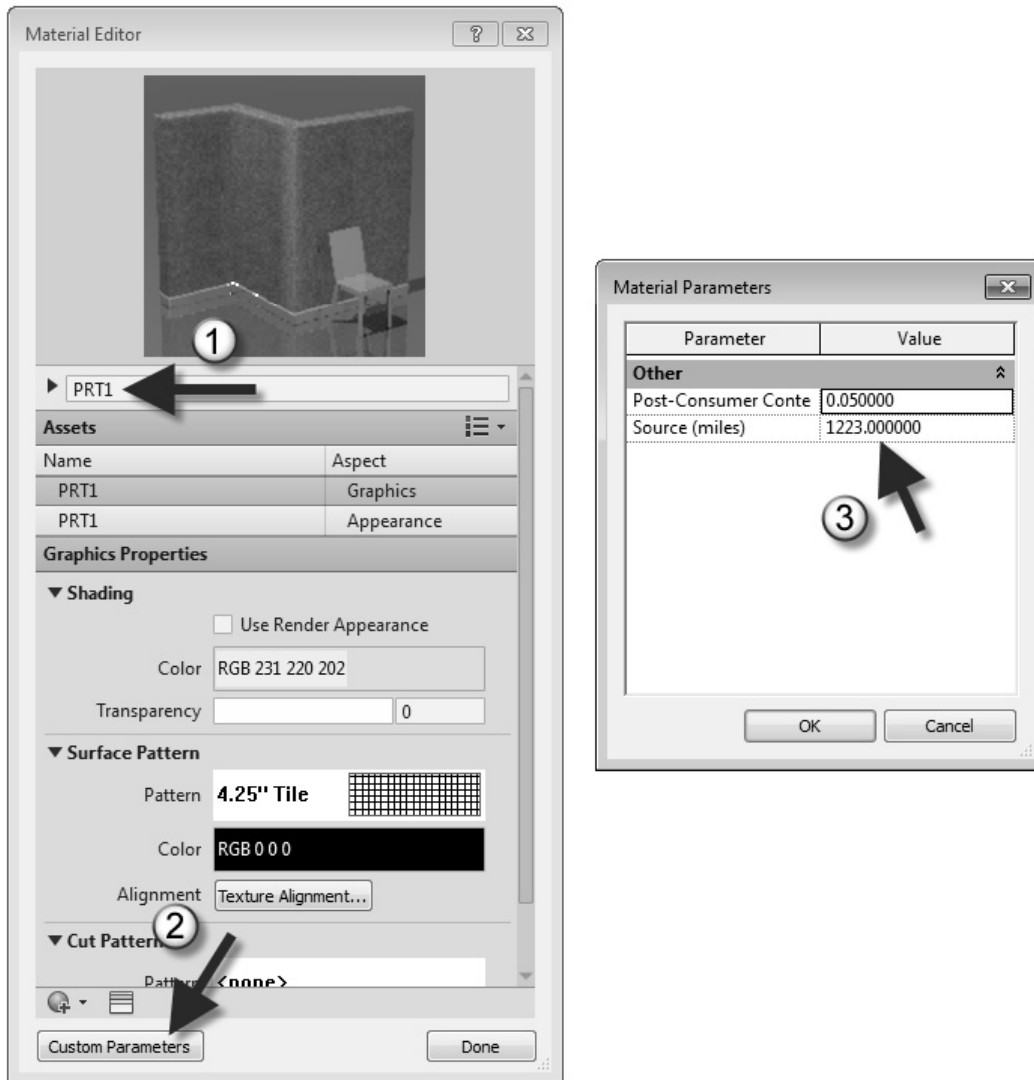 Material Editor
?
1
PRT1
Assets
Name Aspect
PRT1 Graphics
PRT1 Appearance
Graphics Properties
Shading
Use Render Appearance
Color RGB 231 220 202
Transparency 0
Surface Pattern
Pattern 4.25" Tile
Color RGB 0 0 0
Alignment Texture Alignment...
2
Cut Pattern
Pattern <none>
Custom Parameters Done
Material Parameters
Parameter Value
Other
Post-Consumer Conte 0.050000
Source (miles) 1223.000000
3
OK Cancel